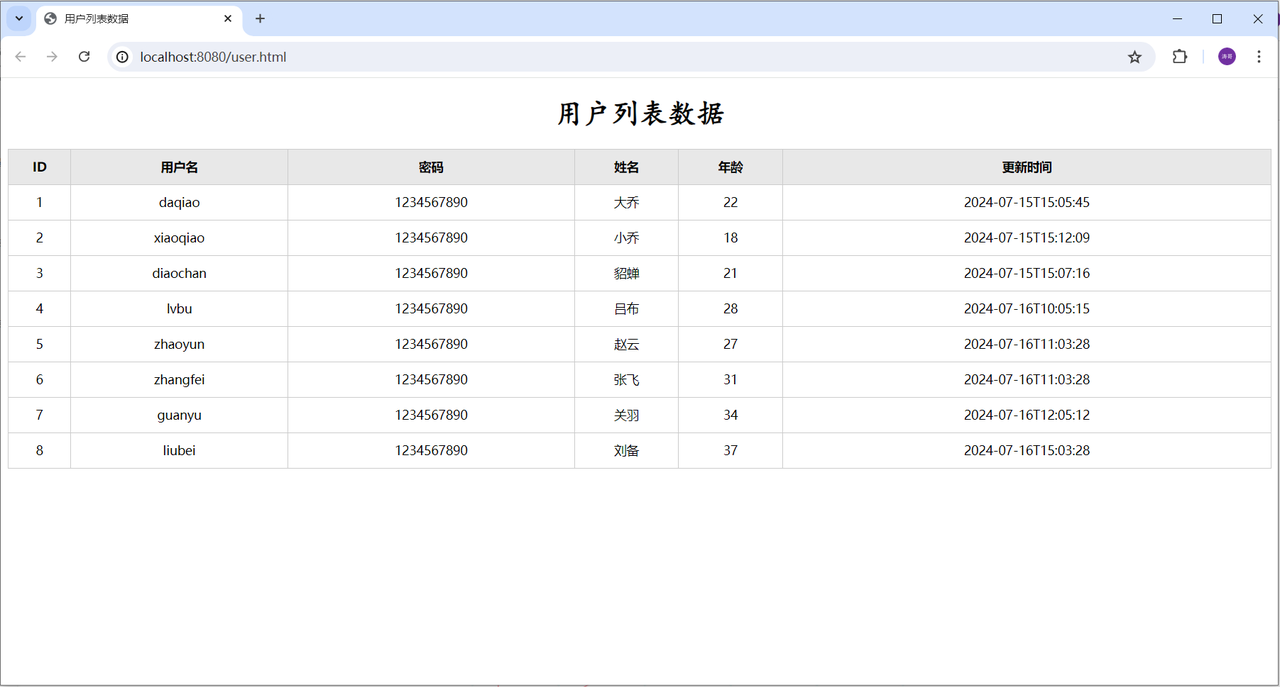 用户列表数据
localhost:8080/user.html
用户列表数据
ID 用户名 密码 姓名 年龄 更新时间
1 daqiao 1234567890 大乔 22 2024-07-15T15:05:45
2 xiaoqiao 1234567890 小乔 18 2024-07-15T15:12:09
3 diaochan 1234567890 貂蝉 21 2024-07-15T15:07:16
4 lvbu 1234567890 吕布 28 2024-07-16T10:05:15
5 zhaoyun 1234567890 赵云 27 2024-07-16T11:03:28
6 zhangfei 1234567890 张飞 31 2024-07-16T11:03:28
7 guanyu 1234567890 关羽 34 2024-07-16T12:05:12
8 liubei 1234567890 刘备 37 2024-07-16T15:03:28